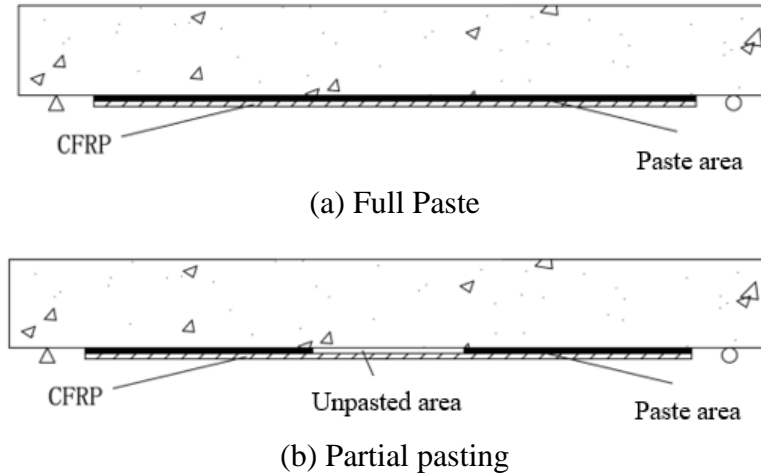 CFRP
Paste area
(a) Full Paste
CFRP
Unpasted area
Paste area
(b) Partial pasting